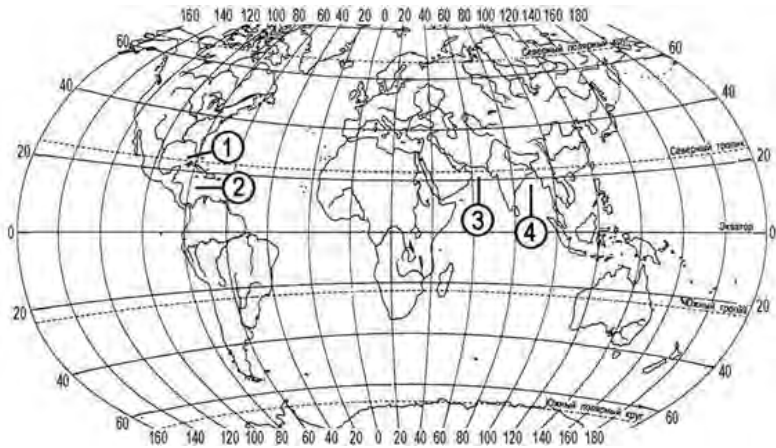 160 140 120 100 80 60 40 20 0 20 40 60 80 100 120 140 160 180
60 Северный полярный круг 60
40 40
1
20 Северный тропик 20
2
3
4
0 Экватор 0
20 Южный тропик 20
40 40
60 Южный полярный круг 60
160 140 120 100 80 60 40 20 0 20 40 60 80 100 120 140 160 180